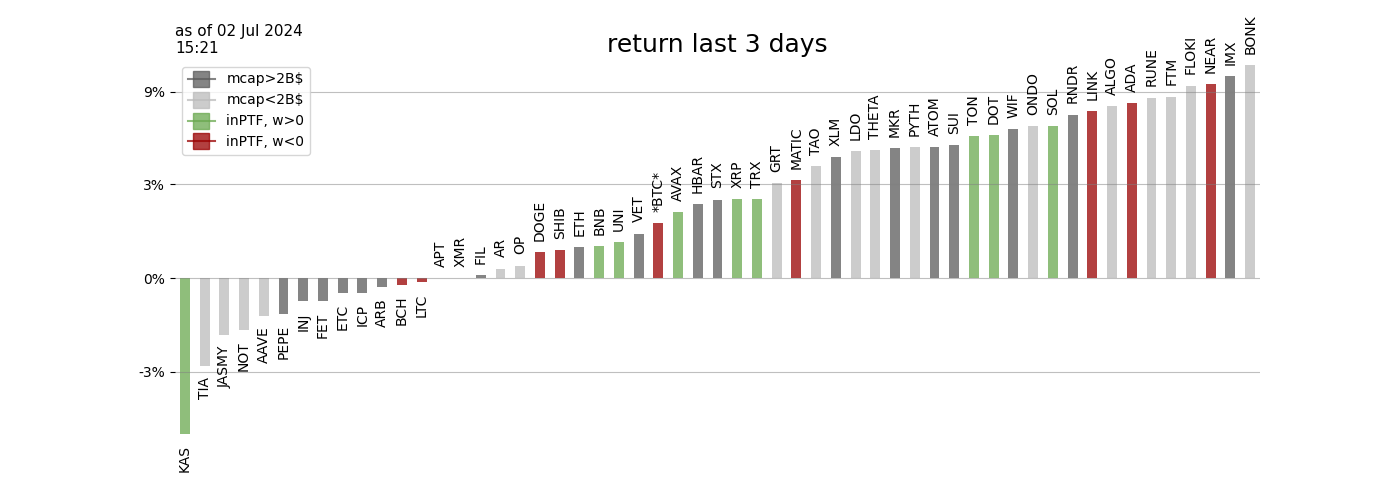 as of 02 Jul 2024
15:21
return last 3 days
mcap>2B$
mcap<2B$
inPTF, w>0
inPTF, w<0
9%
3%
0%
-3%
KAS
TIA
JASMY
NOT
AAVE
PEPE
INJ
FET
ETC
ICP
ARB
BCH
LTC
APT
XMR
FIL
AR
OP
DOGE
SHIB
ETH
BNB
UNI
VET
*BTC*
AVAX
HBAR
STX
XRP
TRX
GRT
MATIC
TAO
XLM
LDO
THETA
MKR
PYTH
ATOM
SUI
TON
DOT
WIF
ONDO
SOL
RNDR
LINK
ALGO
ADA
RUNE
FTM
FLOKI
NEAR
IMX
BONK